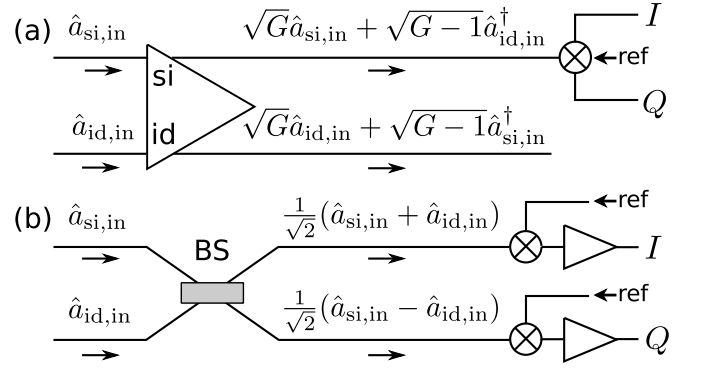 (a) â_si,in √G â_si,in + √(G − 1) â†_id,in I
si ref
id Q
â_id,in √G â_id,in + √(G − 1) â†_si,in
(b) â_si,in 1/√2 (â_si,in + â_id,in) ref
BS I
â_id,in 1/√2 (â_si,in − â_id,in) ref
Q